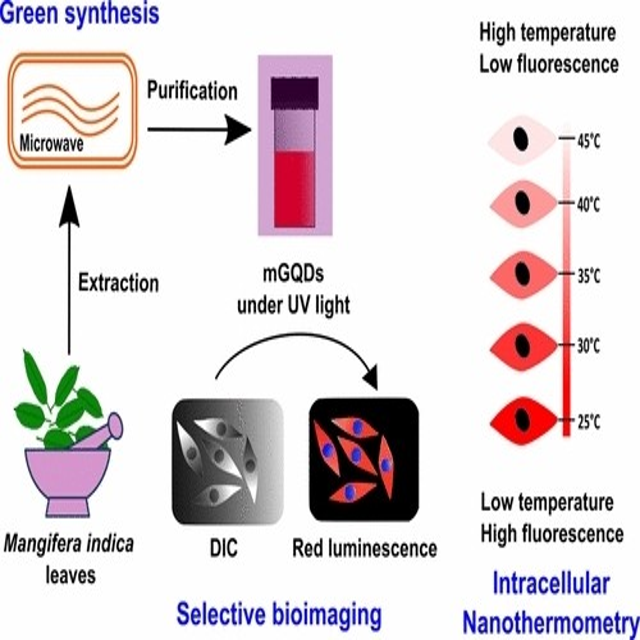 Green synthesis
Microwave
Purification
Extraction
mGQDs
under UV light
Mangifera indica
leaves
DIC
Red luminescence
Selective bioimaging
High temperature
Low fluorescence
45°C
40°C
35°C
30°C
25°C
Low temperature
High fluorescence
Intracellular
Nanothermometry